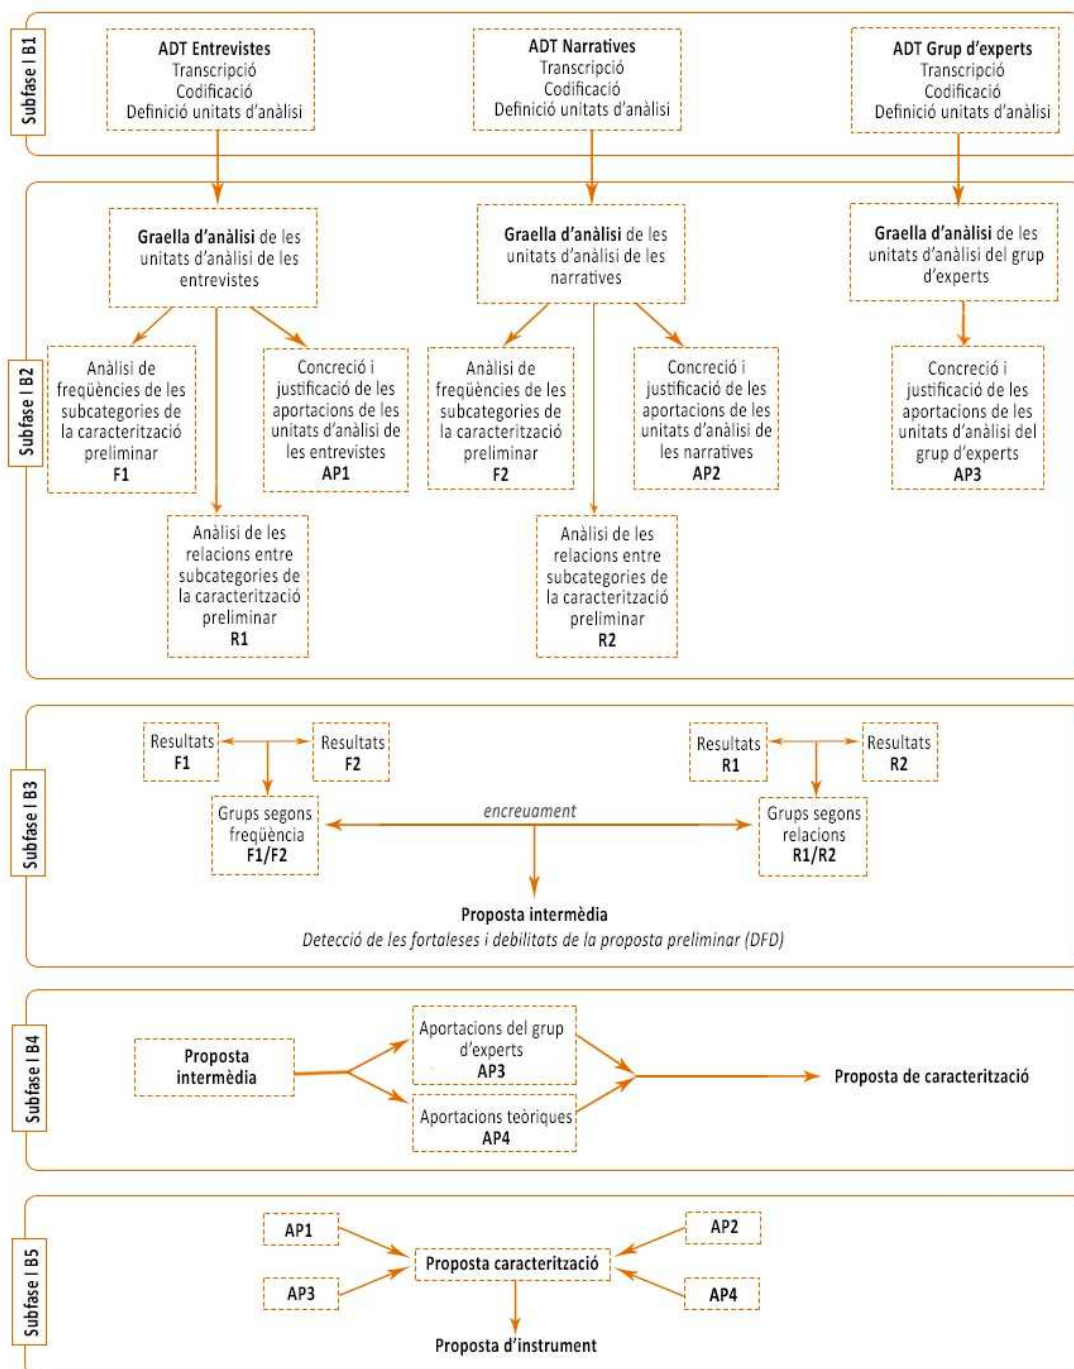 Subfase I B1
ADT Entrevistes
Transcripció
Codificació
Definició unitats d'anàlisi
ADT Narratives
Transcripció
Codificació
Definició unitats d'anàlisi
ADT Grup d'experts
Transcripció
Codificació
Definició unitats d'anàlisi
Subfase I B2
Graella d'anàlisi de les
unitats d'anàlisi de les
entrevistes
Graella d'anàlisi de les
unitats d'anàlisi de les
narratives
Graella d'anàlisi de les
unitats d'anàlisi del grup
d'experts
Anàlisi de
freqüències de les
subcategories de
la caracterització
preliminar
F1
Concreció i
justificació de les
aportacions de les
unitats d'anàlisi de
les entrevistes
AP1
Anàlisi de
freqüències de les
subcategories de
la caracterització
preliminar
F2
Concreció i
justificació de les
aportacions de les
unitats d'anàlisi de
les narratives
AP2
Concreció i
justificació de les
aportacions de les
unitats d'anàlisi del
grup d'experts
AP3
Anàlisi de les
relacions entre
subcategories de
la caracterització
preliminar
R1
Anàlisi de les
relacions entre
subcategories de
la caracterització
preliminar
R2
Subfase I B3
Resultats
F1
Resultats
F2
Resultats
R1
Resultats
R2
Grups segons
freqüència
F1/F2
encreuament
Grups segons
relacions
R1/R2
Proposta intermèdia
Detecció de les fortaleses i debilitats de la proposta preliminar (DFD)
Subfase I B4
Proposta
intermèdia
Aportacions del grup
d'experts
AP3
Aportacions teòriques
AP4
Proposta de caracterització
Subfase I B5
AP1
AP2
Proposta caracterització
AP3
AP4
Proposta d'instrument